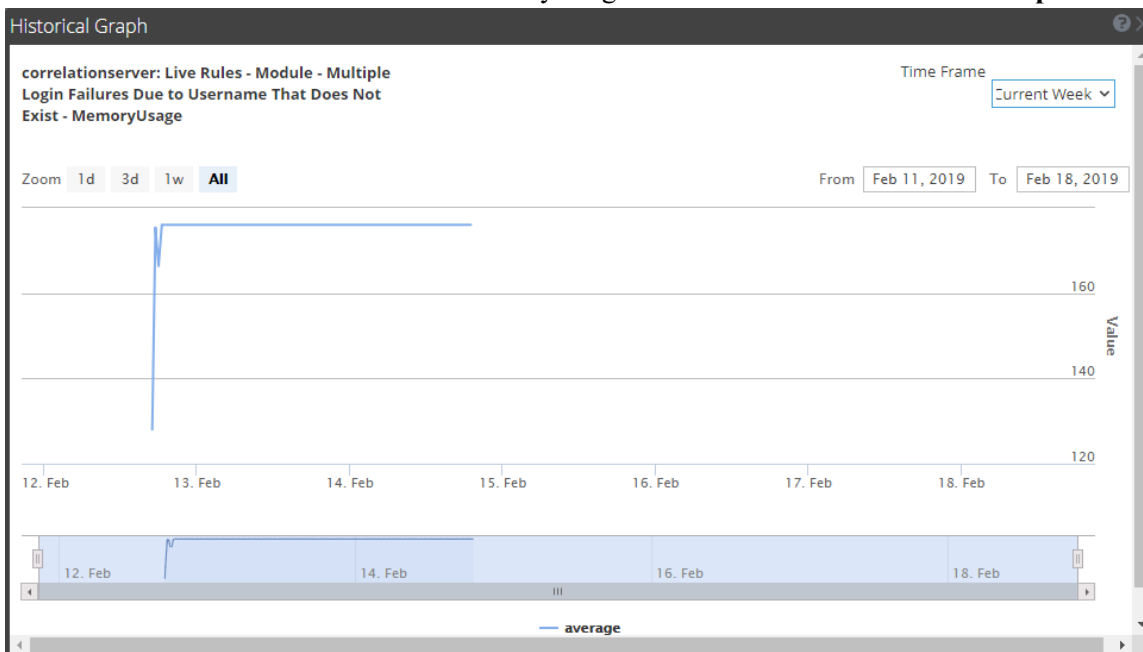 Historical Graph
correlationserver: Live Rules - Module - Multiple
Login Failures Due to Username That Does Not
Exist - MemoryUsage
Time Frame
Current Week
Zoom 1d 3d 1w All
From Feb 11, 2019 To Feb 18, 2019
160
Value
140
120
12. Feb 13. Feb 14. Feb 15. Feb 16. Feb 17. Feb 18. Feb
12. Feb 14. Feb 16. Feb 18. Feb
average